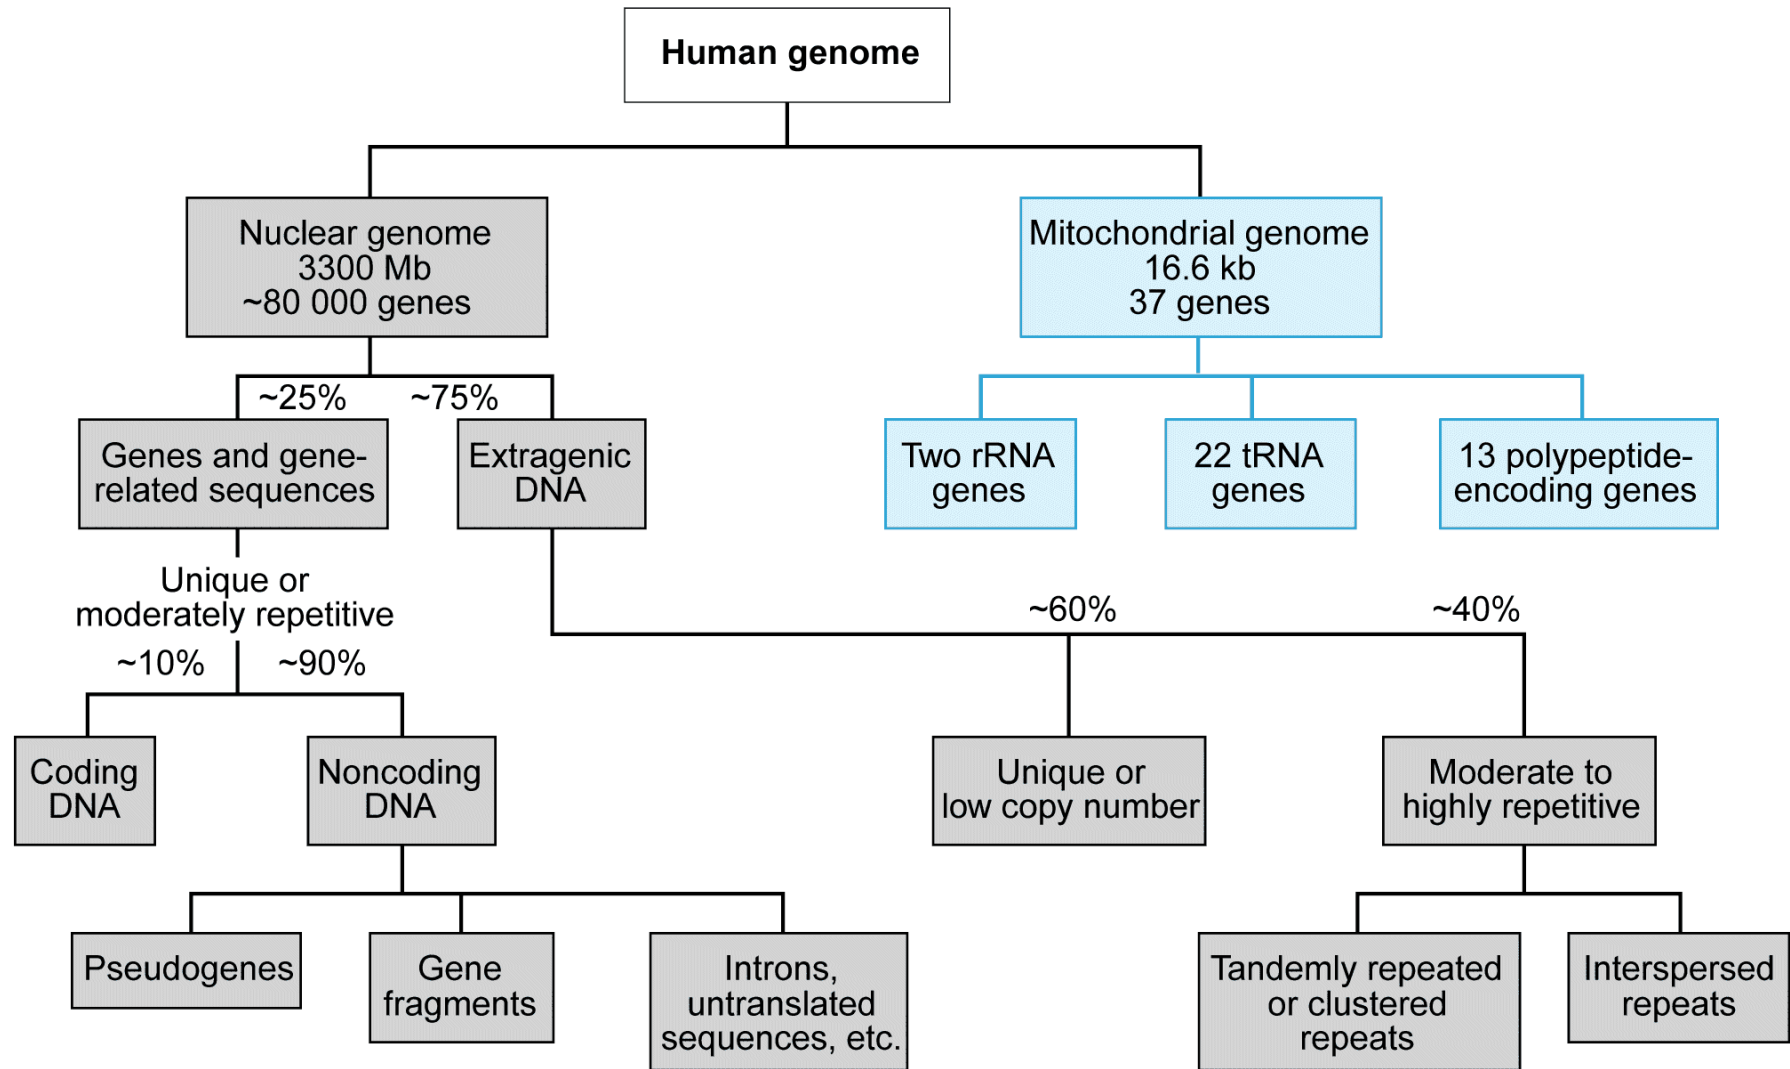 Human genome
Nuclear genome
3300 Mb
~80 000 genes
Mitochondrial genome
16.6 kb
37 genes
~25%
~75%
Genes and gene-
related sequences
Extragenic
DNA
Two rRNA
genes
22 tRNA
genes
13 polypeptide-
encoding genes
Unique or
moderately repetitive
~10%
~90%
~60%
~40%
Coding
DNA
Noncoding
DNA
Unique or
low copy number
Moderate to
highly repetitive
Pseudogenes
Gene
fragments
Introns,
untranslated
sequences, etc.
Tandemly repeated
or clustered
repeats
Interspersed
repeats